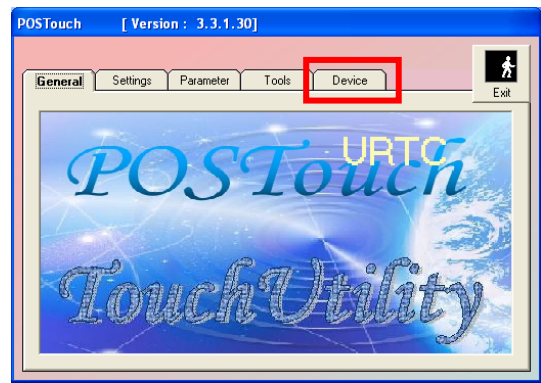 POSTouch [ Version : 3.3.1.30]
General Settings Parameter Tools Device
Exit
URTC
POSTouch
TouchUtility